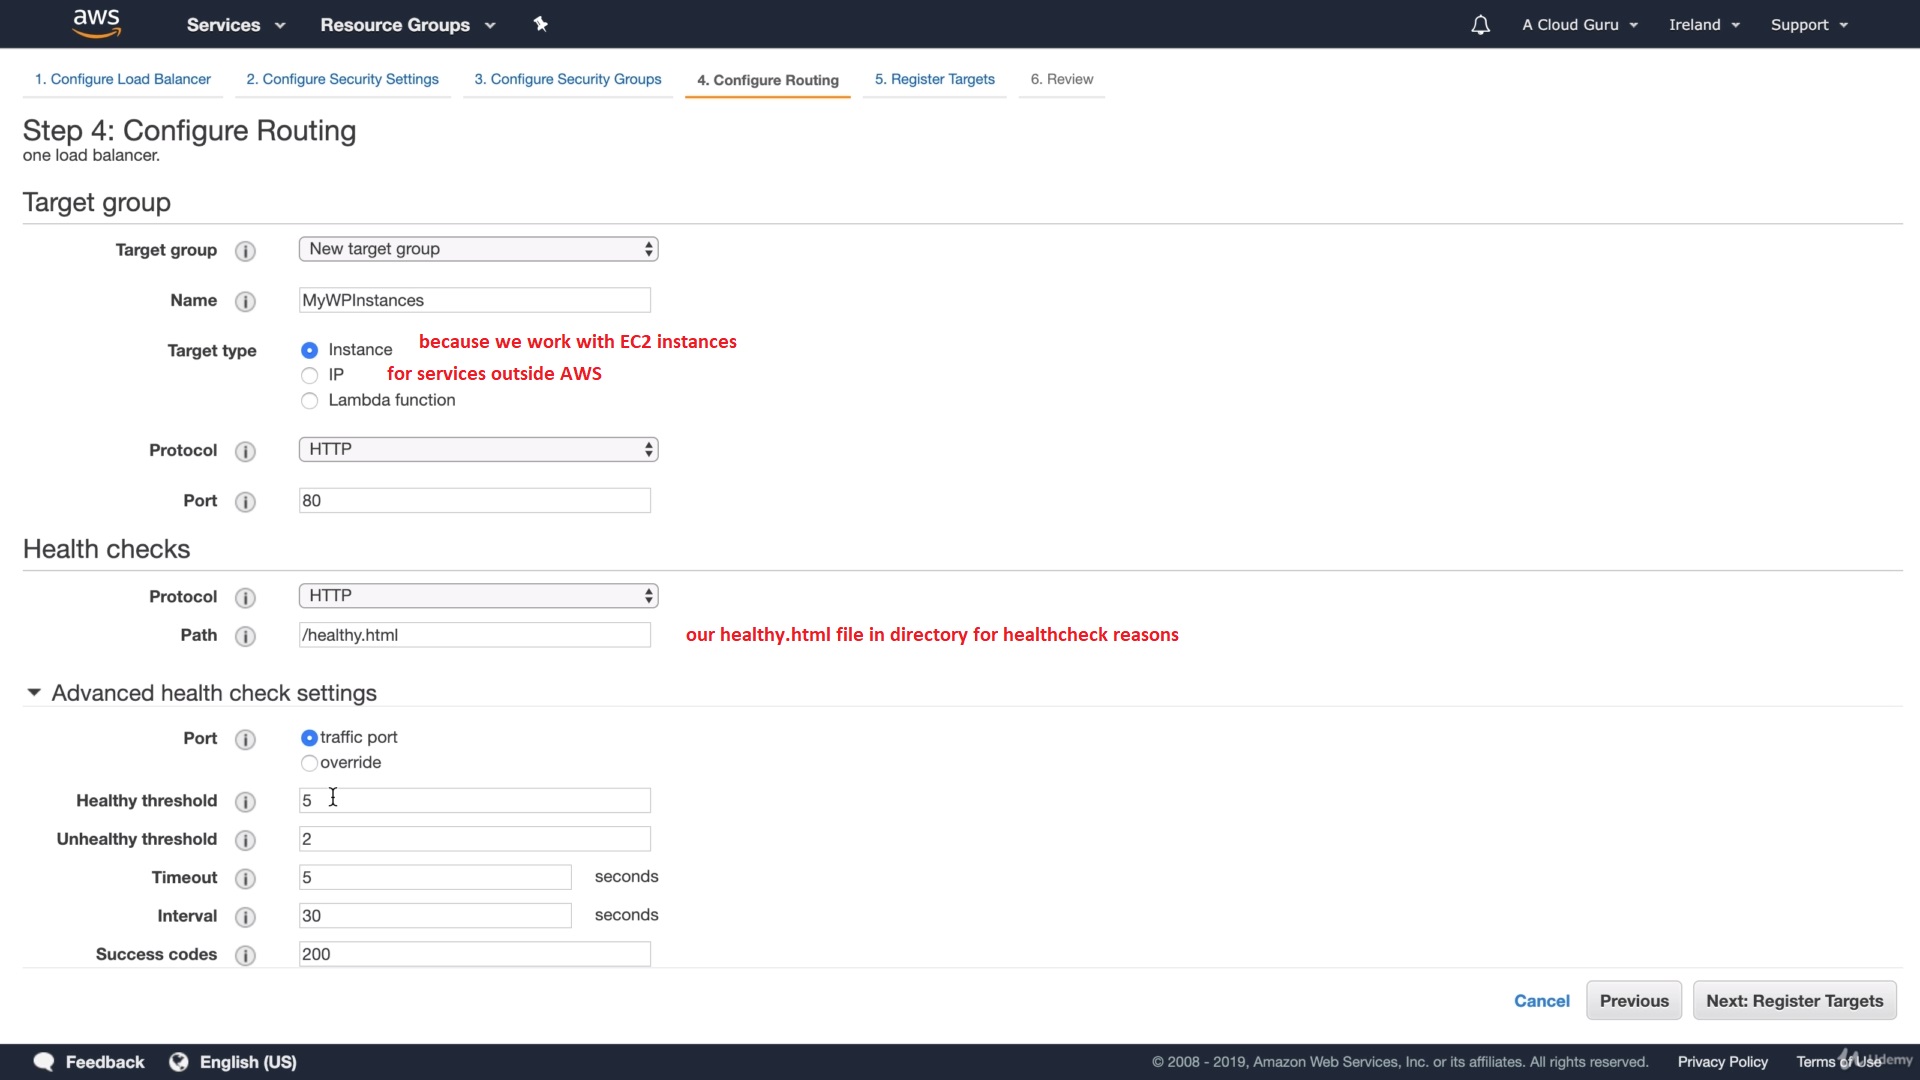 aws Services Resource Groups A Cloud Guru Ireland Support
1. Configure Load Balancer 2. Configure Security Settings 3. Configure Security Groups 4. Configure Routing 5. Register Targets 6. Review
Step 4: Configure Routing
one load balancer.
Target group
Target group i New target group
Name i MyWPInstances
Target type Instance because we work with EC2 instances
IP for services outside AWS
Lambda function
Protocol i HTTP
Port i 80
Health checks
Protocol i HTTP
Path i /healthy.html our healthy.html file in directory for healthcheck reasons
Advanced health check settings
Port i traffic port
override
Healthy threshold i 5
Unhealthy threshold i 2
Timeout i 5 seconds
Interval i 30 seconds
Success codes i 200
Cancel Previous Next: Register Targets
Feedback English (US) © 2008 - 2019, Amazon Web Services, Inc. or its affiliates. All rights reserved. Privacy Policy Terms of Use Udemy